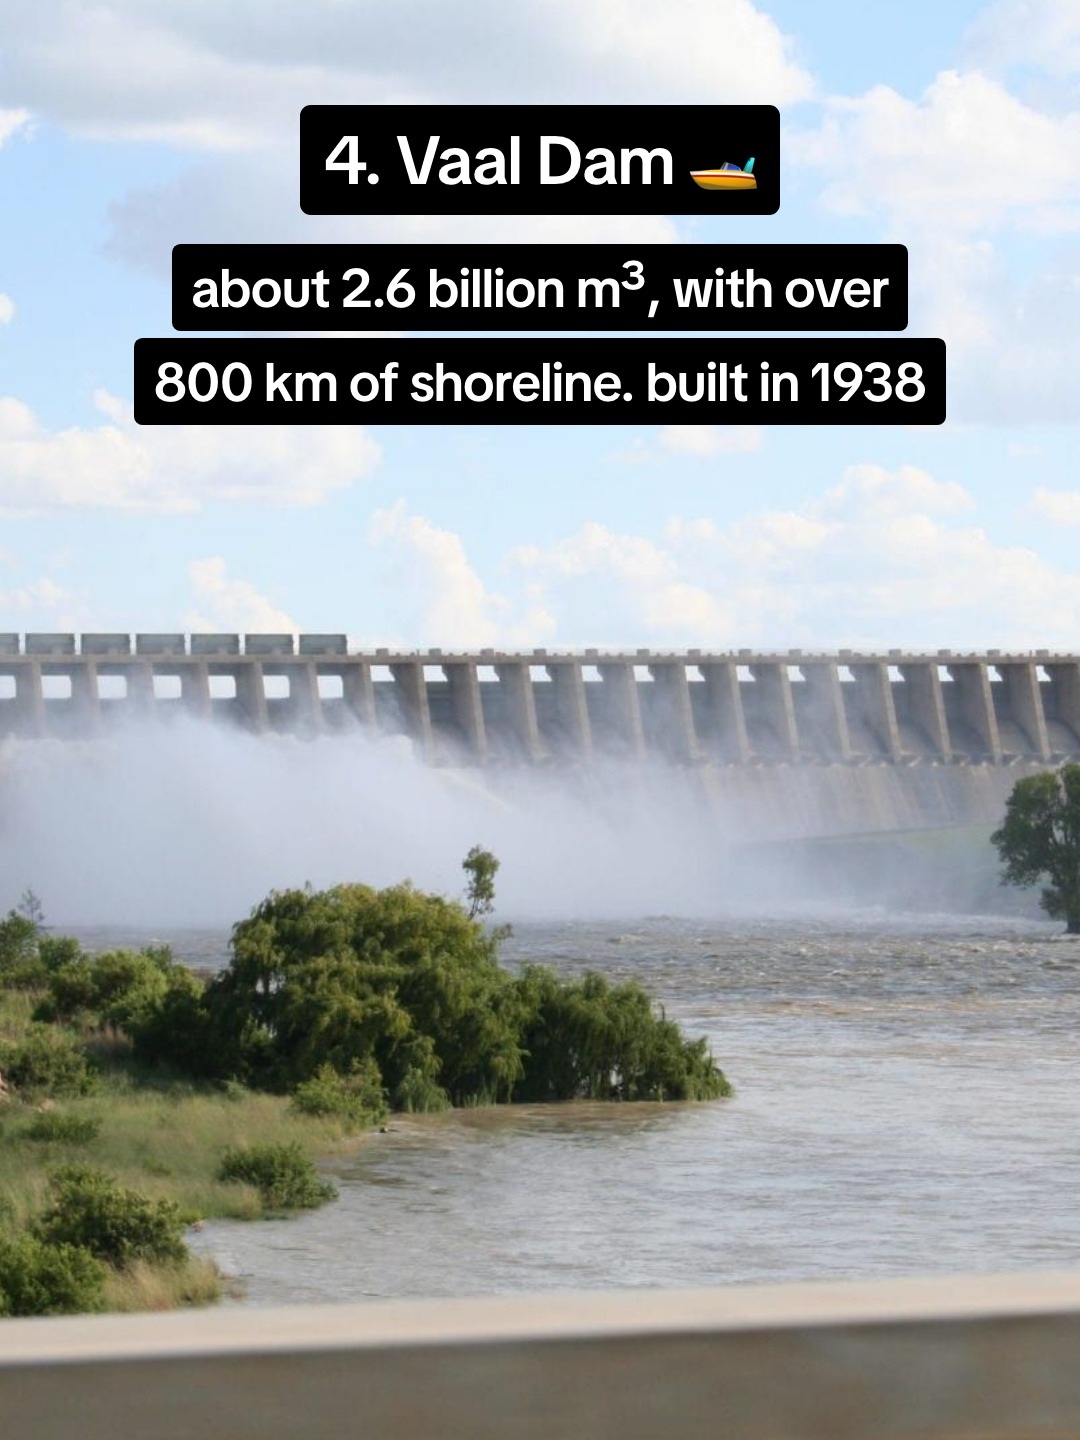 4. Vaal Dam 🚤
about 2.6 billion m³, with over
800 km of shoreline. built in 1938